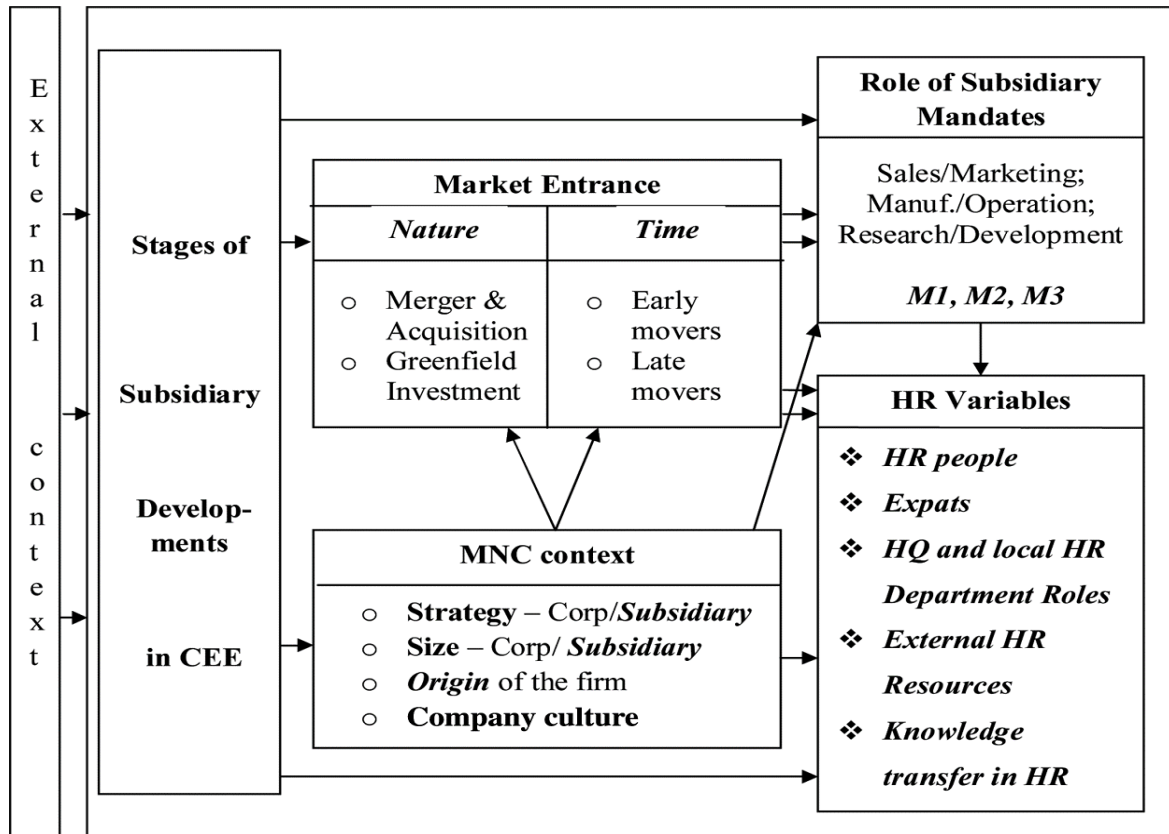 External context
Stages of
Subsidiary
Develop-
ments
in CEE
Market Entrance
Nature
Time
o Merger &
Acquisition
o Greenfield
Investment
o Early
movers
o Late
movers
MNC context
o Strategy – Corp/Subsidiary
o Size – Corp/ Subsidiary
o Origin of the firm
o Company culture
Role of Subsidiary
Mandates
Sales/Marketing;
Manuf./Operation;
Research/Development
M1, M2, M3
HR Variables
❖ HR people
❖ Expats
❖ HQ and local HR
Department Roles
❖ External HR
Resources
❖ Knowledge
transfer in HR